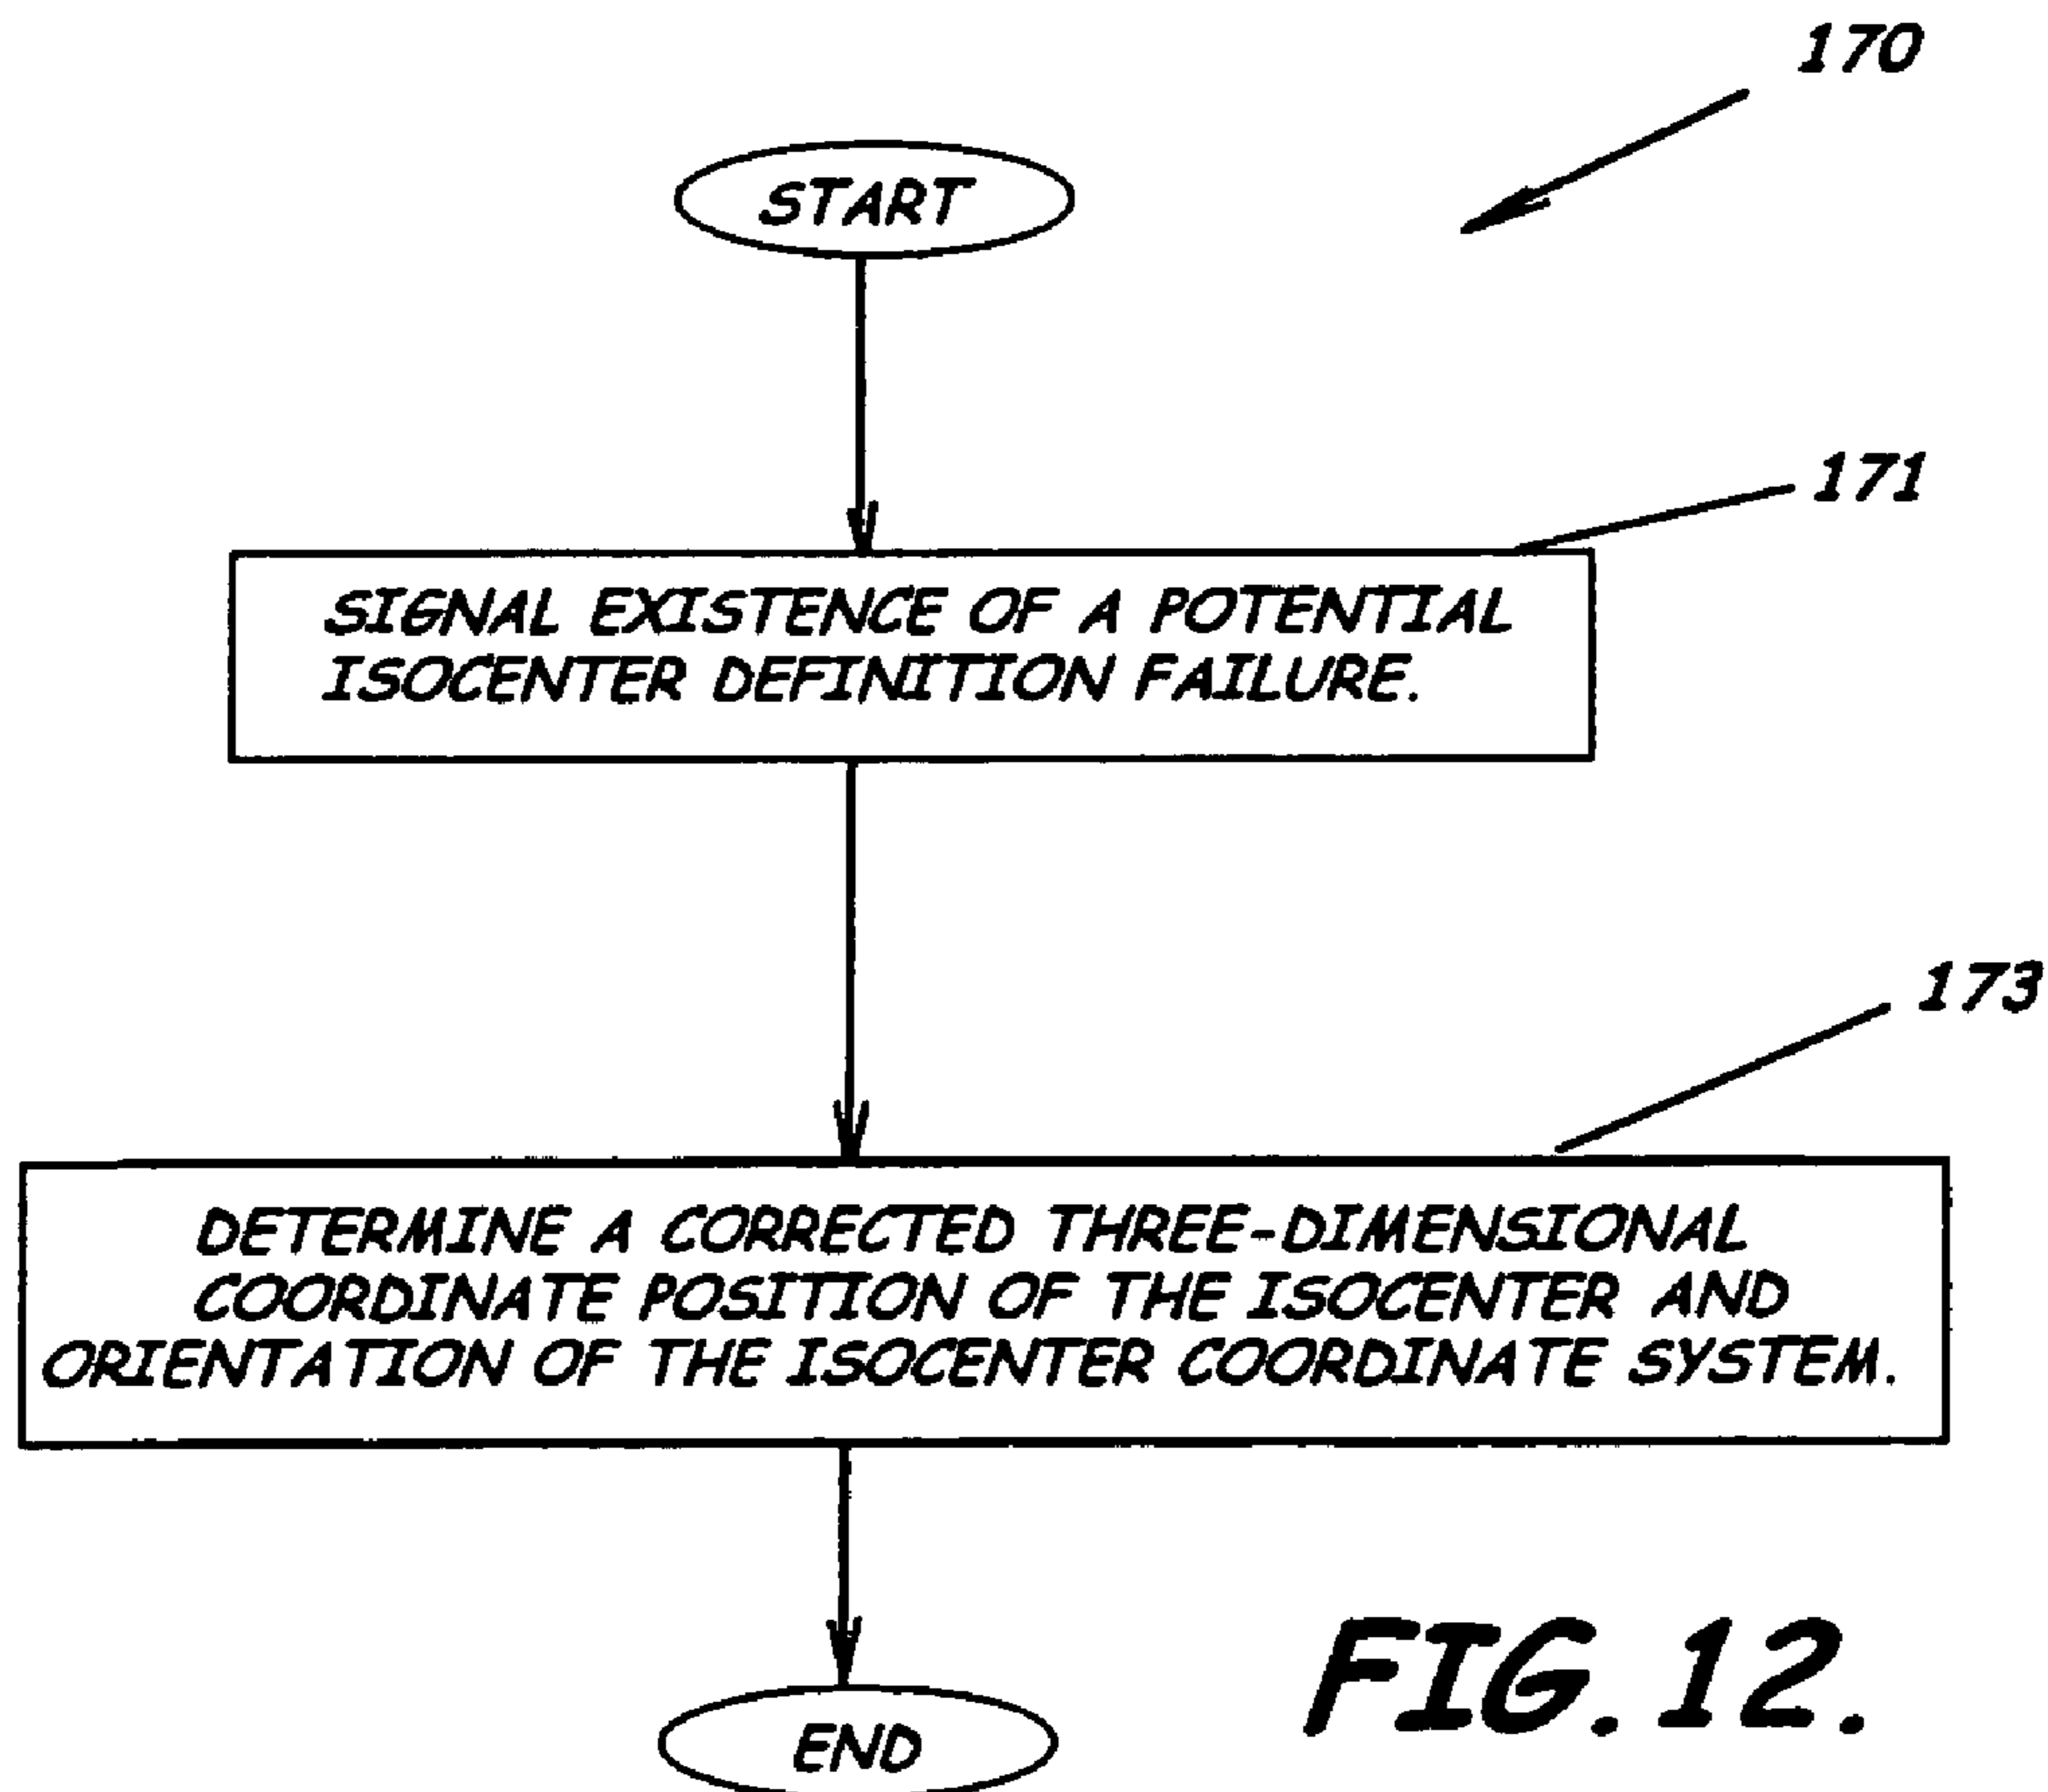 170
START
171
SIGNAL EXISTENCE OF A POTENTIAL
ISOCENTER DEFINITION FAILURE.
173
DETERMINE A CORRECTED THREE-DIMENSIONAL
COORDINATE POSITION OF THE ISOCENTER AND
ORIENTATION OF THE ISOCENTER COORDINATE SYSTEM.
END
FIG. 12.